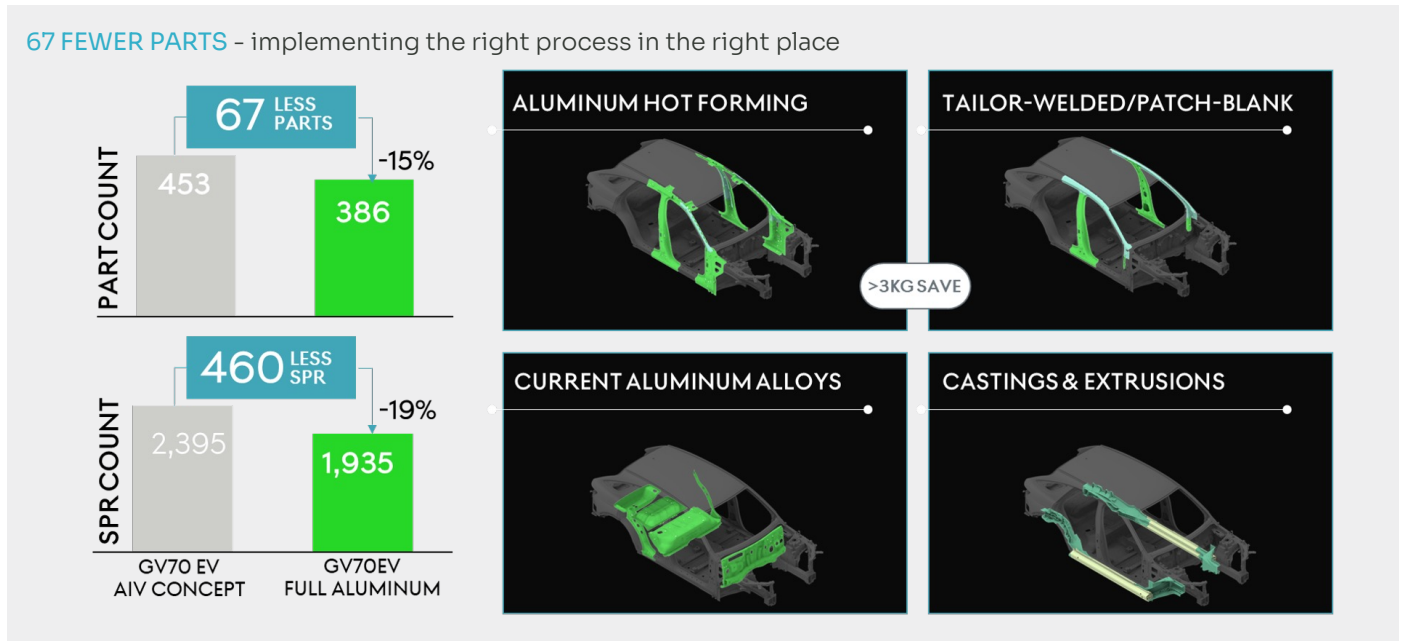 67 FEWER PARTS - implementing the right process in the right place
67 LESS PARTS
-15%
PART COUNT
453
386
460 LESS SPR
-19%
SPR COUNT
2,395
1,935
GV70 EV
AIV CONCEPT
GV70EV
FULL ALUMINUM
ALUMINUM HOT FORMING
TAILOR-WELDED/PATCH-BLANK
>3KG SAVE
CURRENT ALUMINUM ALLOYS
CASTINGS & EXTRUSIONS